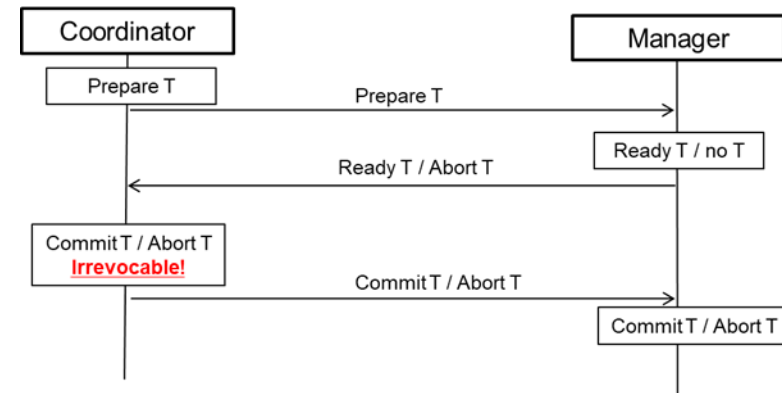 Coordinator
Manager
Prepare T
Prepare T
Ready T / no T
Ready T / Abort T
Commit T / Abort T
Irrevocable!
Commit T / Abort T
Commit T / Abort T